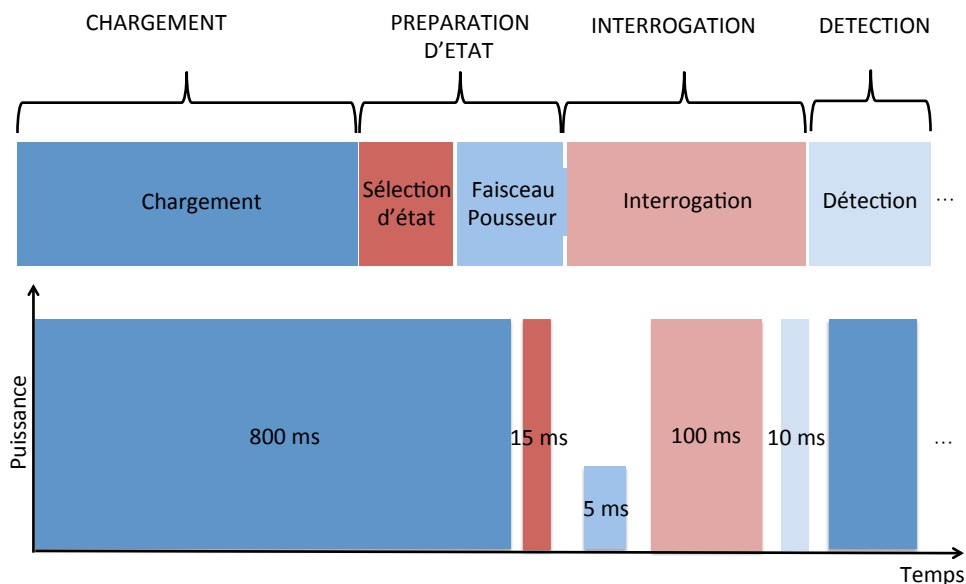 CHARGEMENT
PREPARATION
D’ETAT
INTERROGATION
DETECTION
Chargement
Sélection
d’état
Faisceau
Pousseur
Interrogation
Détection
...
Puissance
800 ms
15 ms
5 ms
100 ms
10 ms
...
Temps